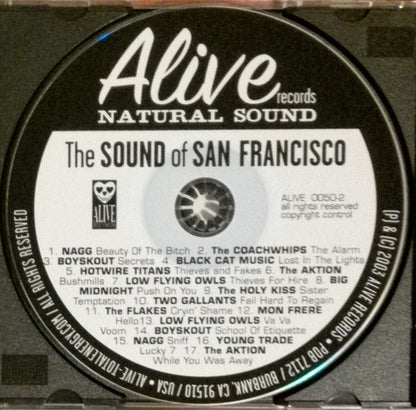 Alive
records
NATURAL SOUND
The SOUND of SAN FRANCISCO
ALIVE
ALIVE 0050-2
all rights reserved
copyright control
1. NAGG Beauty Of The Bitch 2. The COACHWHIPS The Alarm
3. BOYSKOUT Secrets 4. BLACK CAT MUSIC Lost In The Lights
5. HOTWIRE TITANS Thieves and Fakes 6. The AKTION
Bushmills 7. LOW FLYING OWLS Thieves For Hire 8. BIG
MIDNIGHT Push On You 9. The HOLY KISS Sister
Temptation 10. TWO GALLANTS Fail Hard To Regain
11. The FLAKES Cryin' Shame 12. MON FRERE
Hello 13 LOW FLYING OWLS Va Va
Voom 14. BOYSKOUT School Of Etiquette
15. NAGG Sniff 16. YOUNG TRADE
Lucky 7 17. The AKTION
While You Was Away
(P) & (C) 2003 ALIVE RECORDS • POB 7112 / BURBANK, CA 91510 / USA • ALIVE-TOTALENERGY.COM / ALL RIGHTS RESERVED